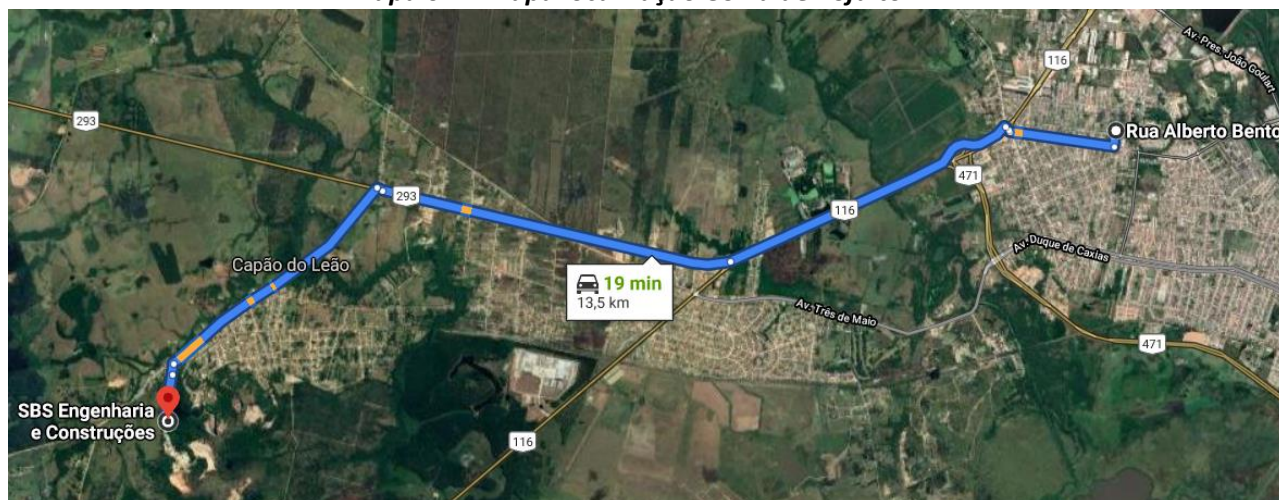 Av. Pres. João Goulart
116
293
Rua Alberto Bento
471
293
116
Av. Duque de Caxias
Capão do Leão
19 min
13,5 km
Av. Três de Maio
471
SBS Engenharia
e Construções
116